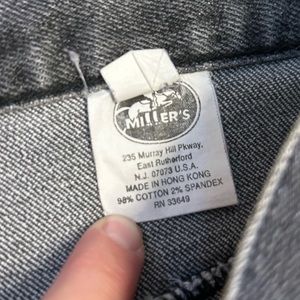 MILLER'S
235 Murray Hill Pkway,
East Rutherford
N.J. 07073 U.S.A.
MADE IN HONG KONG
98% COTTON 2% SPANDEX
RN 33649